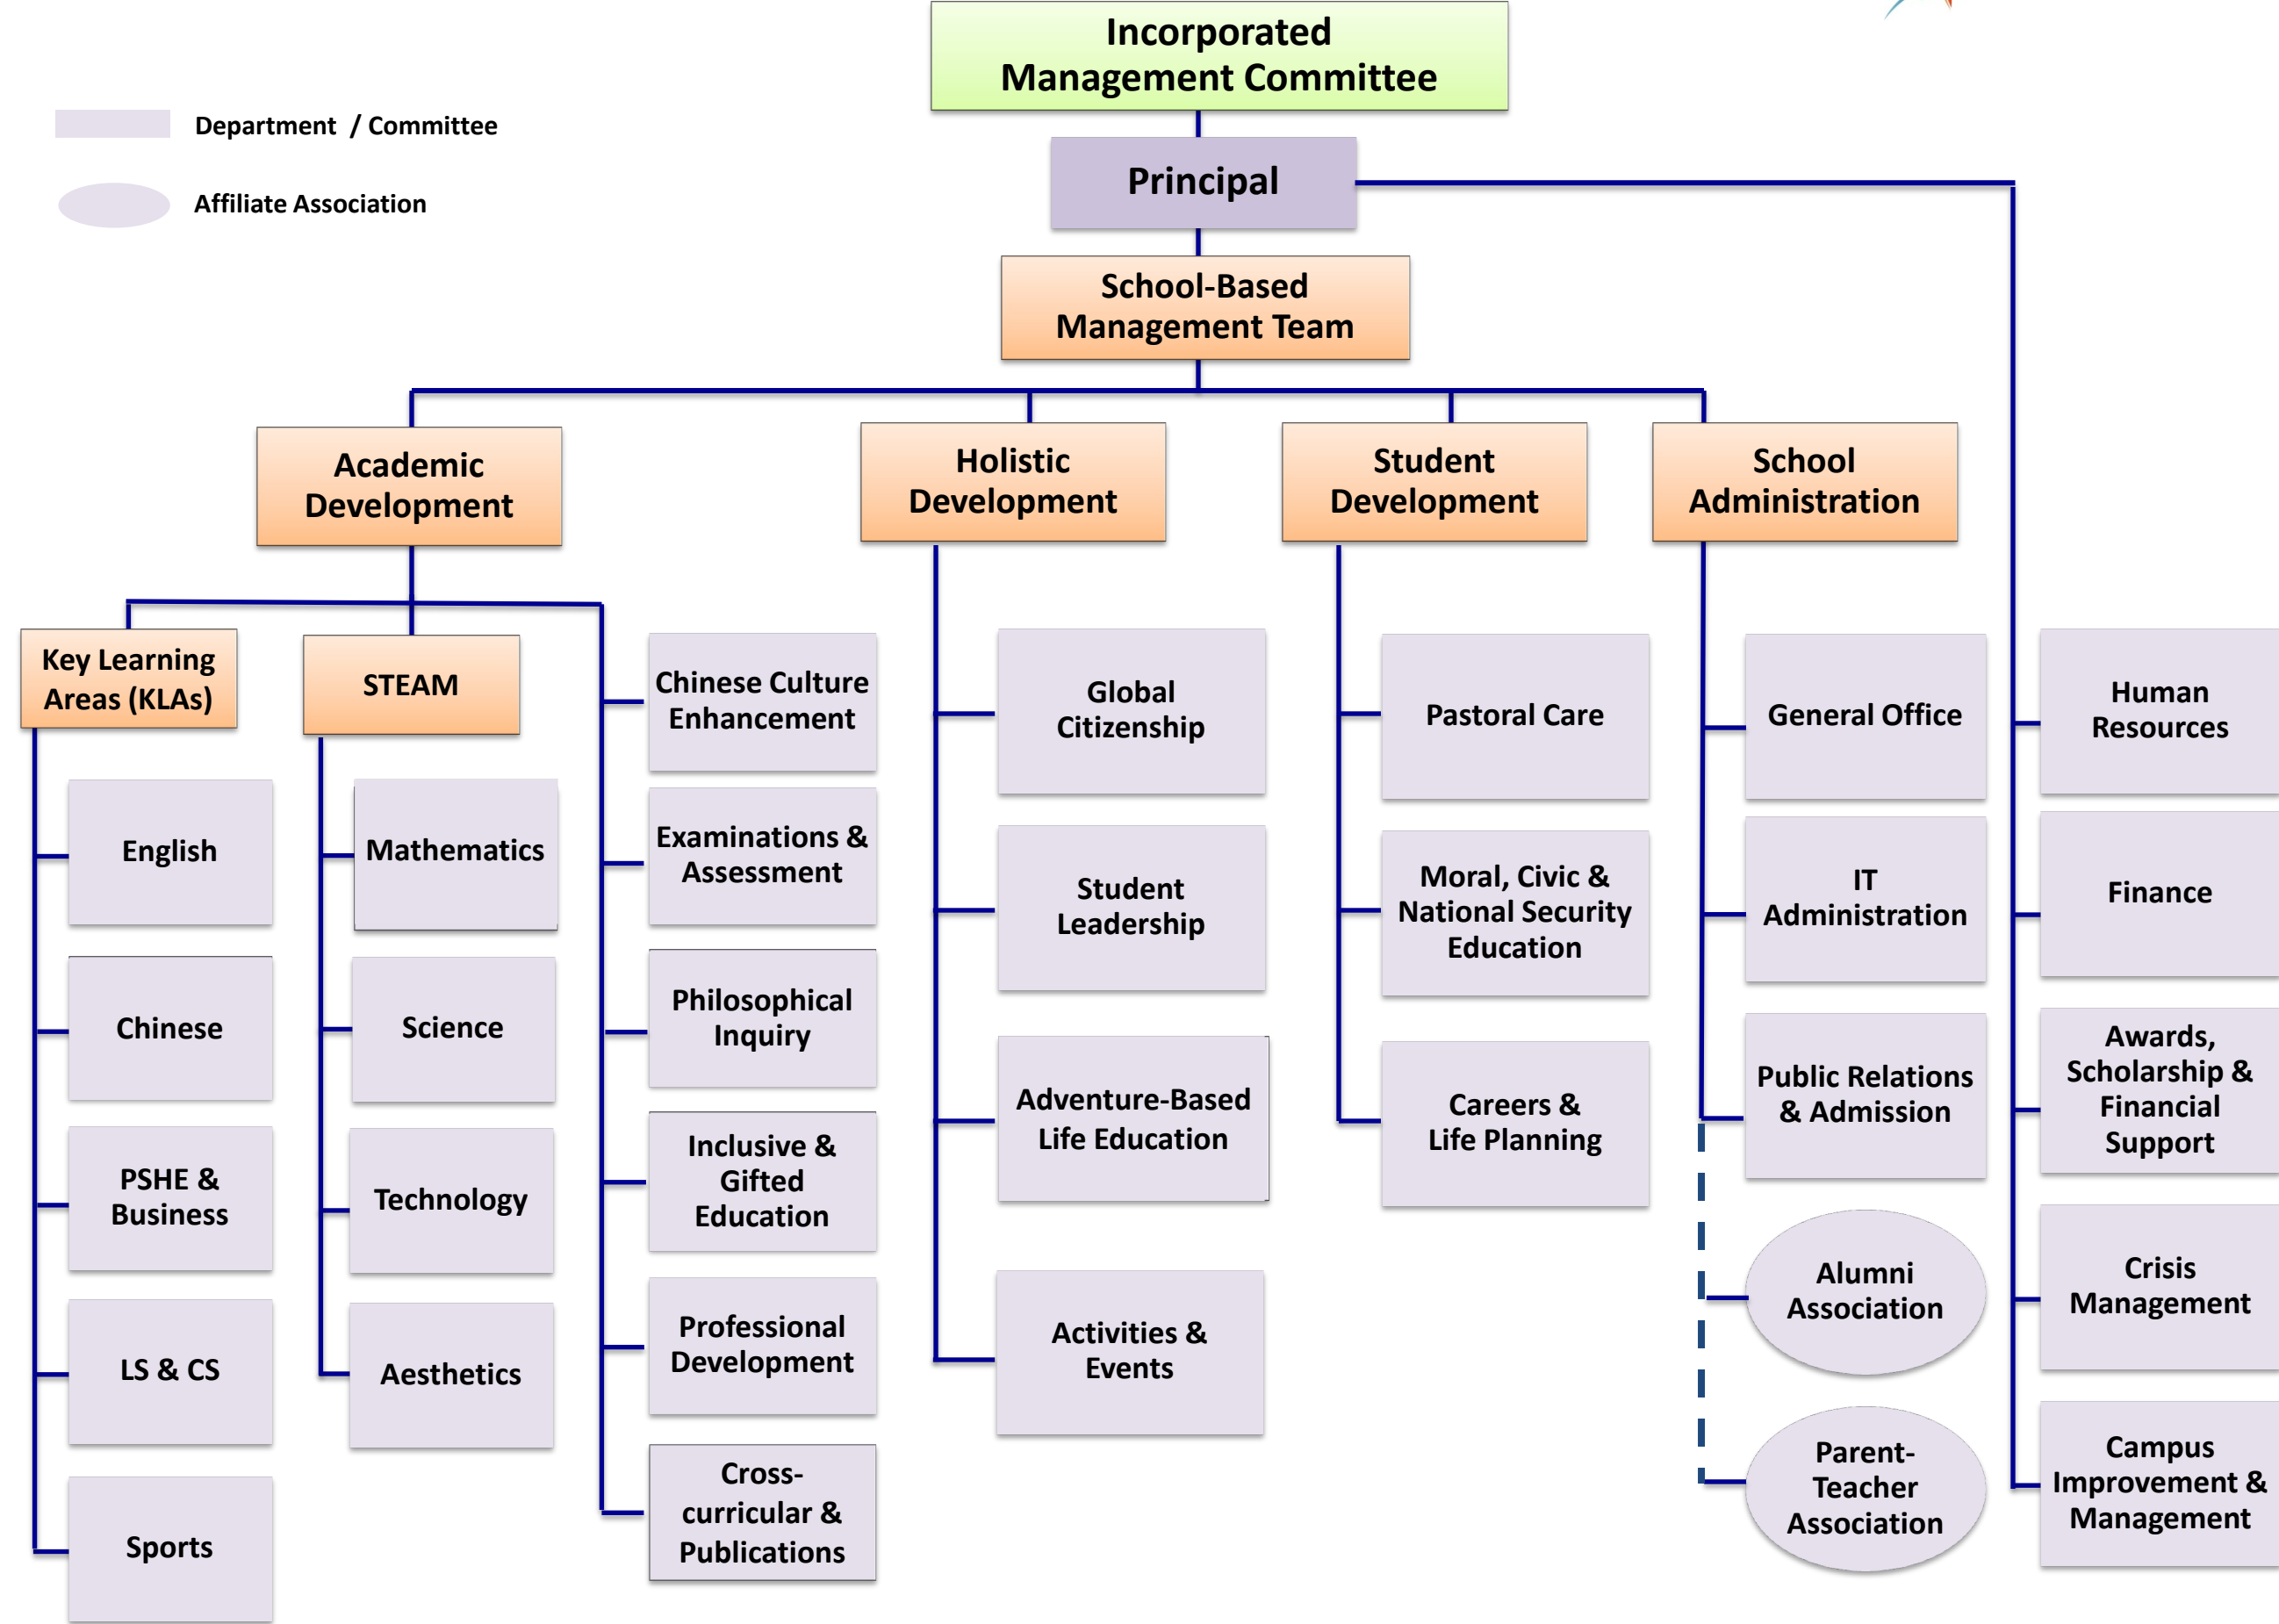 Incorporated
Management Committee
Department / Committee
Affiliate Association
Principal
School-Based
Management Team
Academic
Development
Holistic
Development
Student
Development
School
Administration
Key Learning
Areas (KLAs)
English
Chinese
PSHE &
Business
LS & CS
Sports
STEAM
Mathematics
Science
Technology
Aesthetics
Chinese Culture
Enhancement
Examinations &
Assessment
Philosophical
Inquiry
Inclusive &
Gifted
Education
Professional
Development
Cross-
curricular &
Publications
Global
Citizenship
Student
Leadership
Adventure-Based
Life Education
Activities &
Events
Pastoral Care
Moral, Civic &
National Security
Education
Careers &
Life Planning
General Office
IT
Administration
Public Relations
& Admission
Alumni
Association
Parent-
Teacher
Association
Human
Resources
Finance
Awards,
Scholarship &
Financial
Support
Crisis
Management
Campus
Improvement &
Management